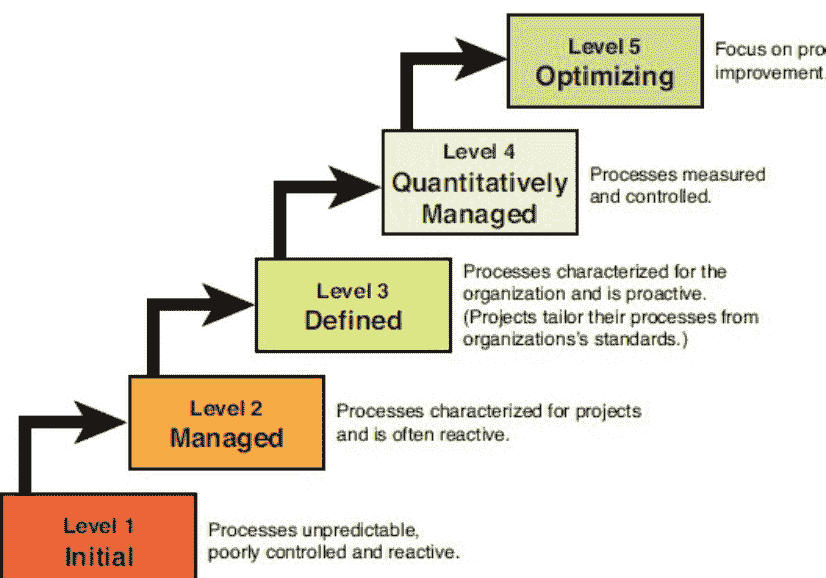 Level 5
Optimizing
Focus on pro
improvement.
Level 4
Quantitatively
Managed
Processes measured
and controlled.
Level 3
Defined
Processes characterized for the
organization and is proactive.
(Projects tailor their processes from
organizations's standards.)
Level 2
Managed
Processes characterized for projects
and is often reactive.
Level 1
Initial
Processes unpredictable,
poorly controlled and reactive.